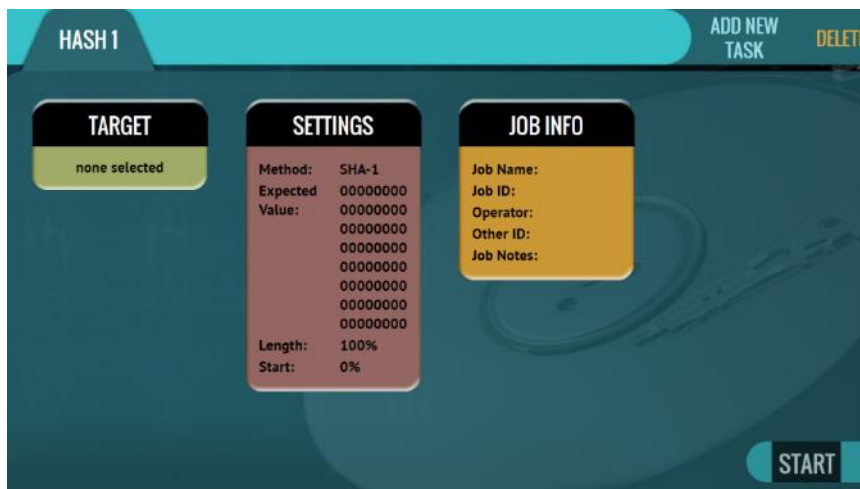 HASH 1
ADD NEW
TASK
DELET
TARGET
none selected
SETTINGS
Method: SHA-1
Expected 00000000
Value: 00000000
00000000
00000000
00000000
00000000
00000000
00000000
Length: 100%
Start: 0%
JOB INFO
Job Name:
Job ID:
Operator:
Other ID:
Job Notes:
START